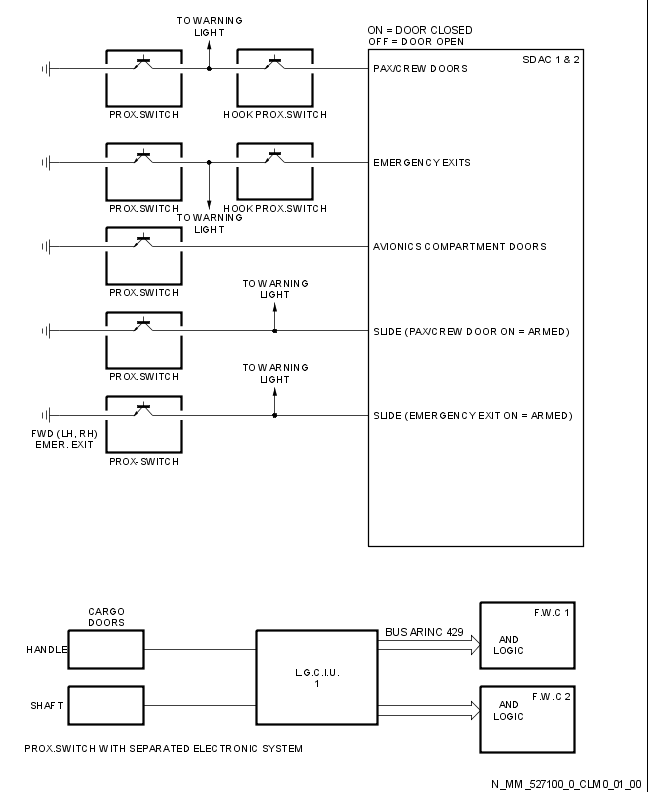 TO WARNING
LIGHT
ON = DOOR CLOSED
OFF = DOOR OPEN
SDAC 1 & 2
PAX/CREW DOORS
PROX.SWITCH
HOOK PROX.SWITCH
EMERGENCY EXITS
PROX.SWITCH
HOOK PROX.SWITCH
TO WARNING
LIGHT
AVIONICS COMPARTMENT DOORS
PROX.SWITCH
TO WARNING
LIGHT
SLIDE (PAX/CREW DOOR ON = ARMED)
PROX.SWITCH
TO WARNING
LIGHT
SLIDE (EMERGENCY EXIT ON = ARMED)
FWD (LH, RH)
EMER. EXIT
PROX-SWITCH
CARGO
DOORS
HANDLE
SHAFT
L.G.C.I.U.
1
BUS ARINC 429
F.W.C 1
AND
LOGIC
F.W.C 2
AND
LOGIC
PROX.SWITCH WITH SEPARATED ELECTRONIC SYSTEM
N_MM_527100_0_CLM0_01_00